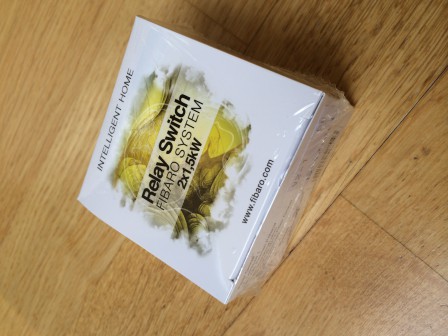 INTELLIGENT HOME
Relay Switch
FIBARO SYSTEM
2x1,5kW
www.fibaro.com